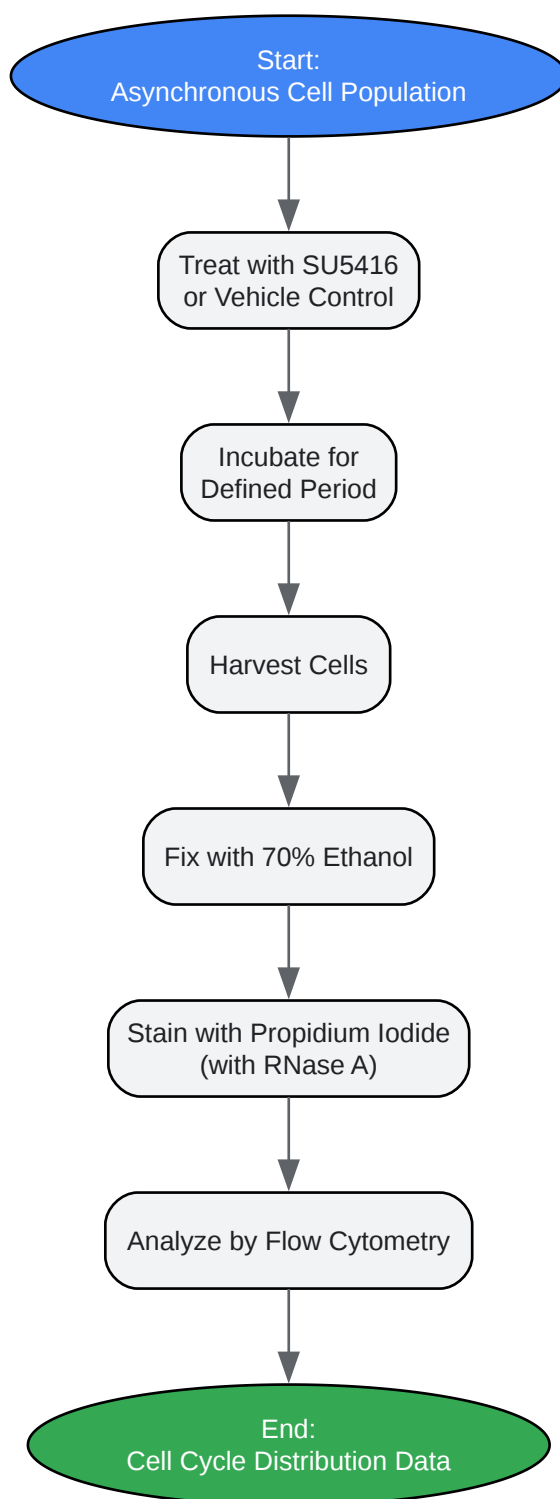 Start:
Asynchronous Cell Population
Treat with SU5416
or Vehicle Control
Incubate for
Defined Period
Harvest Cells
Fix with 70% Ethanol
Stain with Propidium Iodide
(with RNase A)
Analyze by Flow Cytometry
End:
Cell Cycle Distribution Data